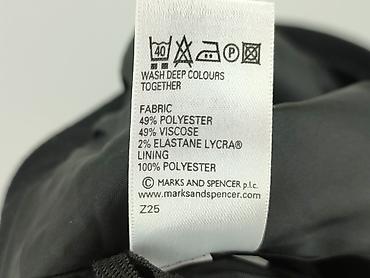 40 P
WASH DEEP COLOURS
TOGETHER
FABRIC
49% POLYESTER
49% VISCOSE
2% ELASTANE LYCRA®
LINING
100% POLYESTER
© MARKS AND SPENCER p.l.c.
www.marksandspencer.com
Z25